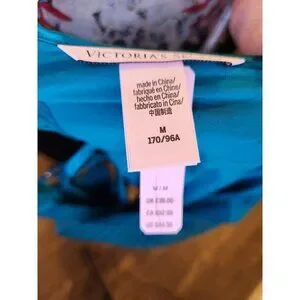 VICTORIA'S
made in China/
fabriqué en Chine/
hecho en China/
fabbricato in Cina/
中国制造
M
170/96A
M / M